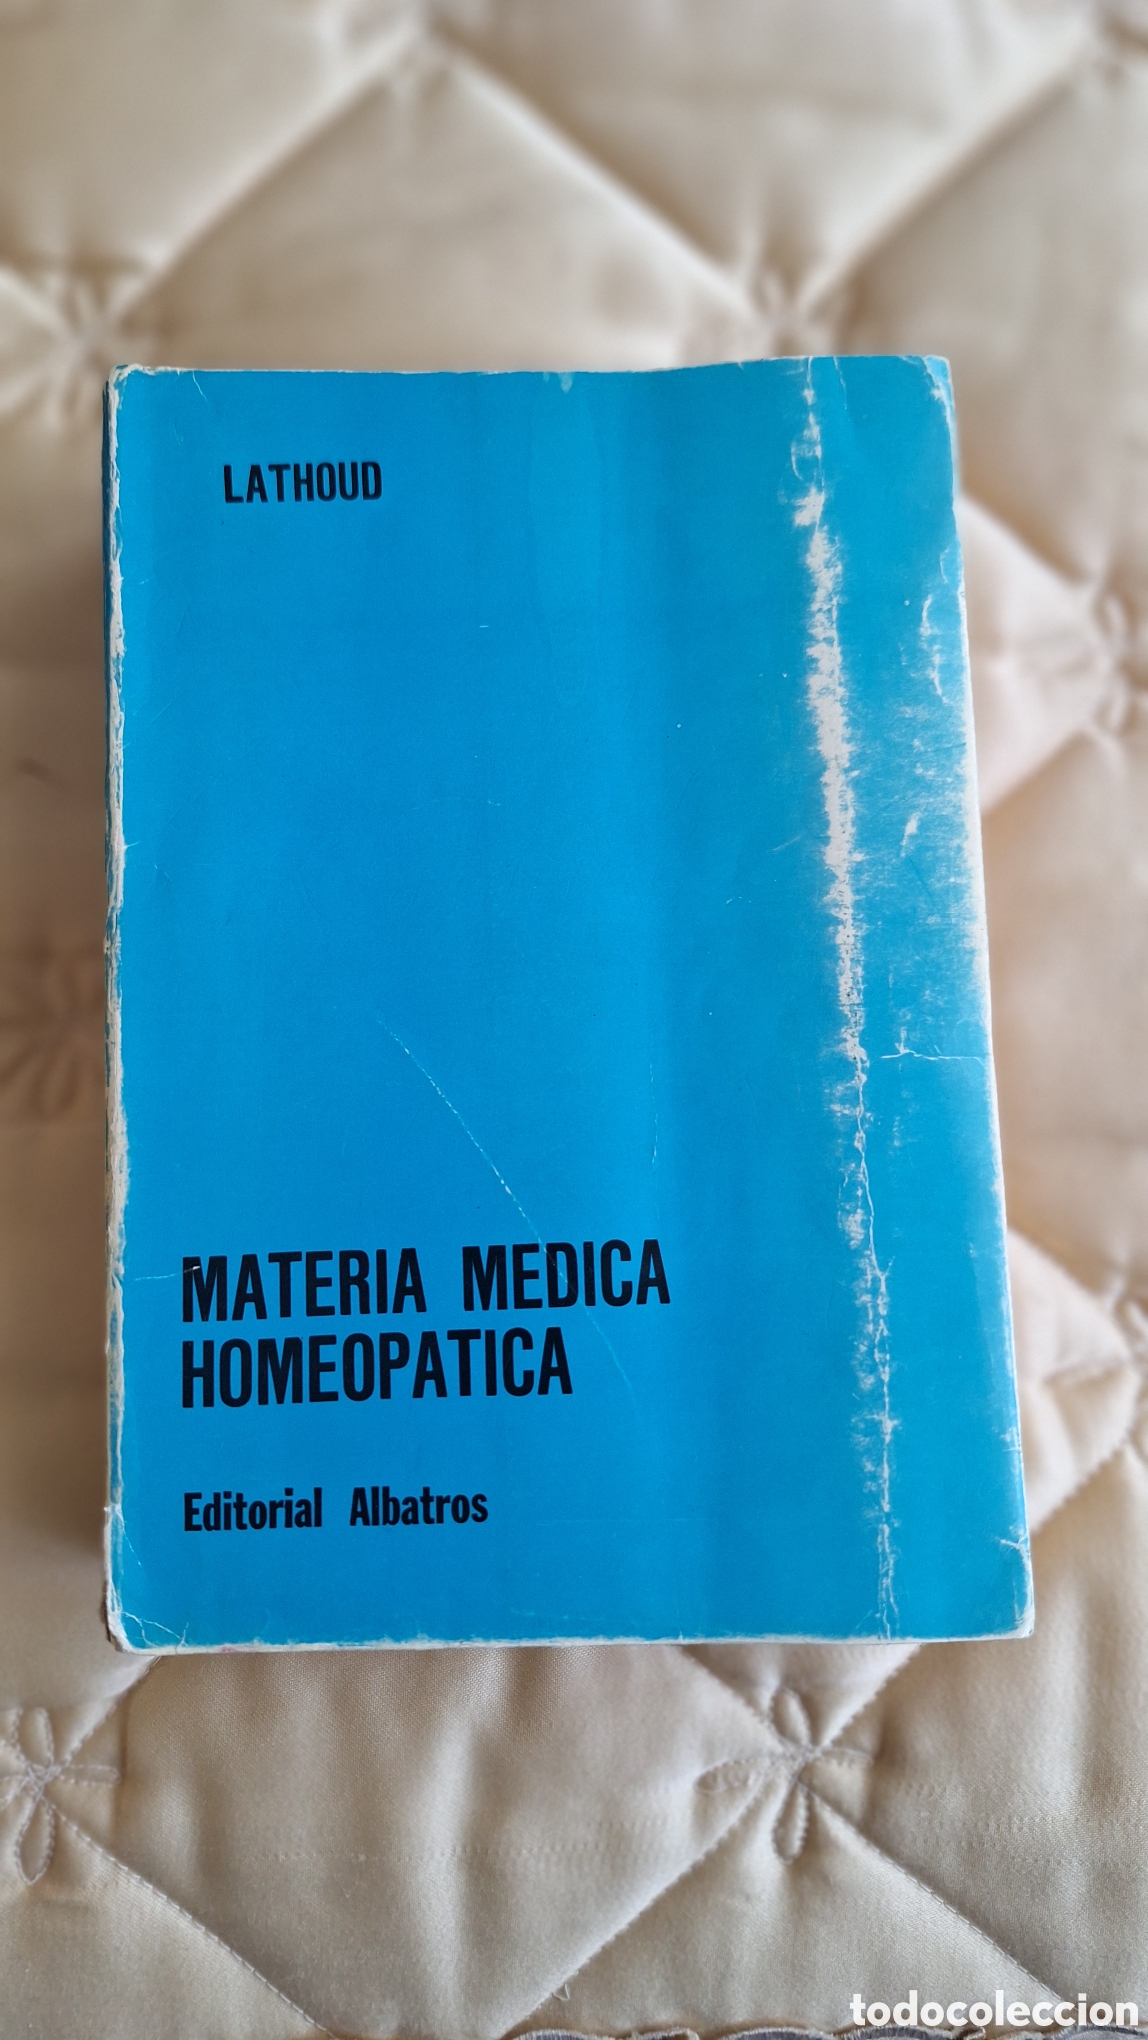 LATHOUD
MATERIA MEDICA
HOMEOPATICA
Editorial Albatros
todocoleccion